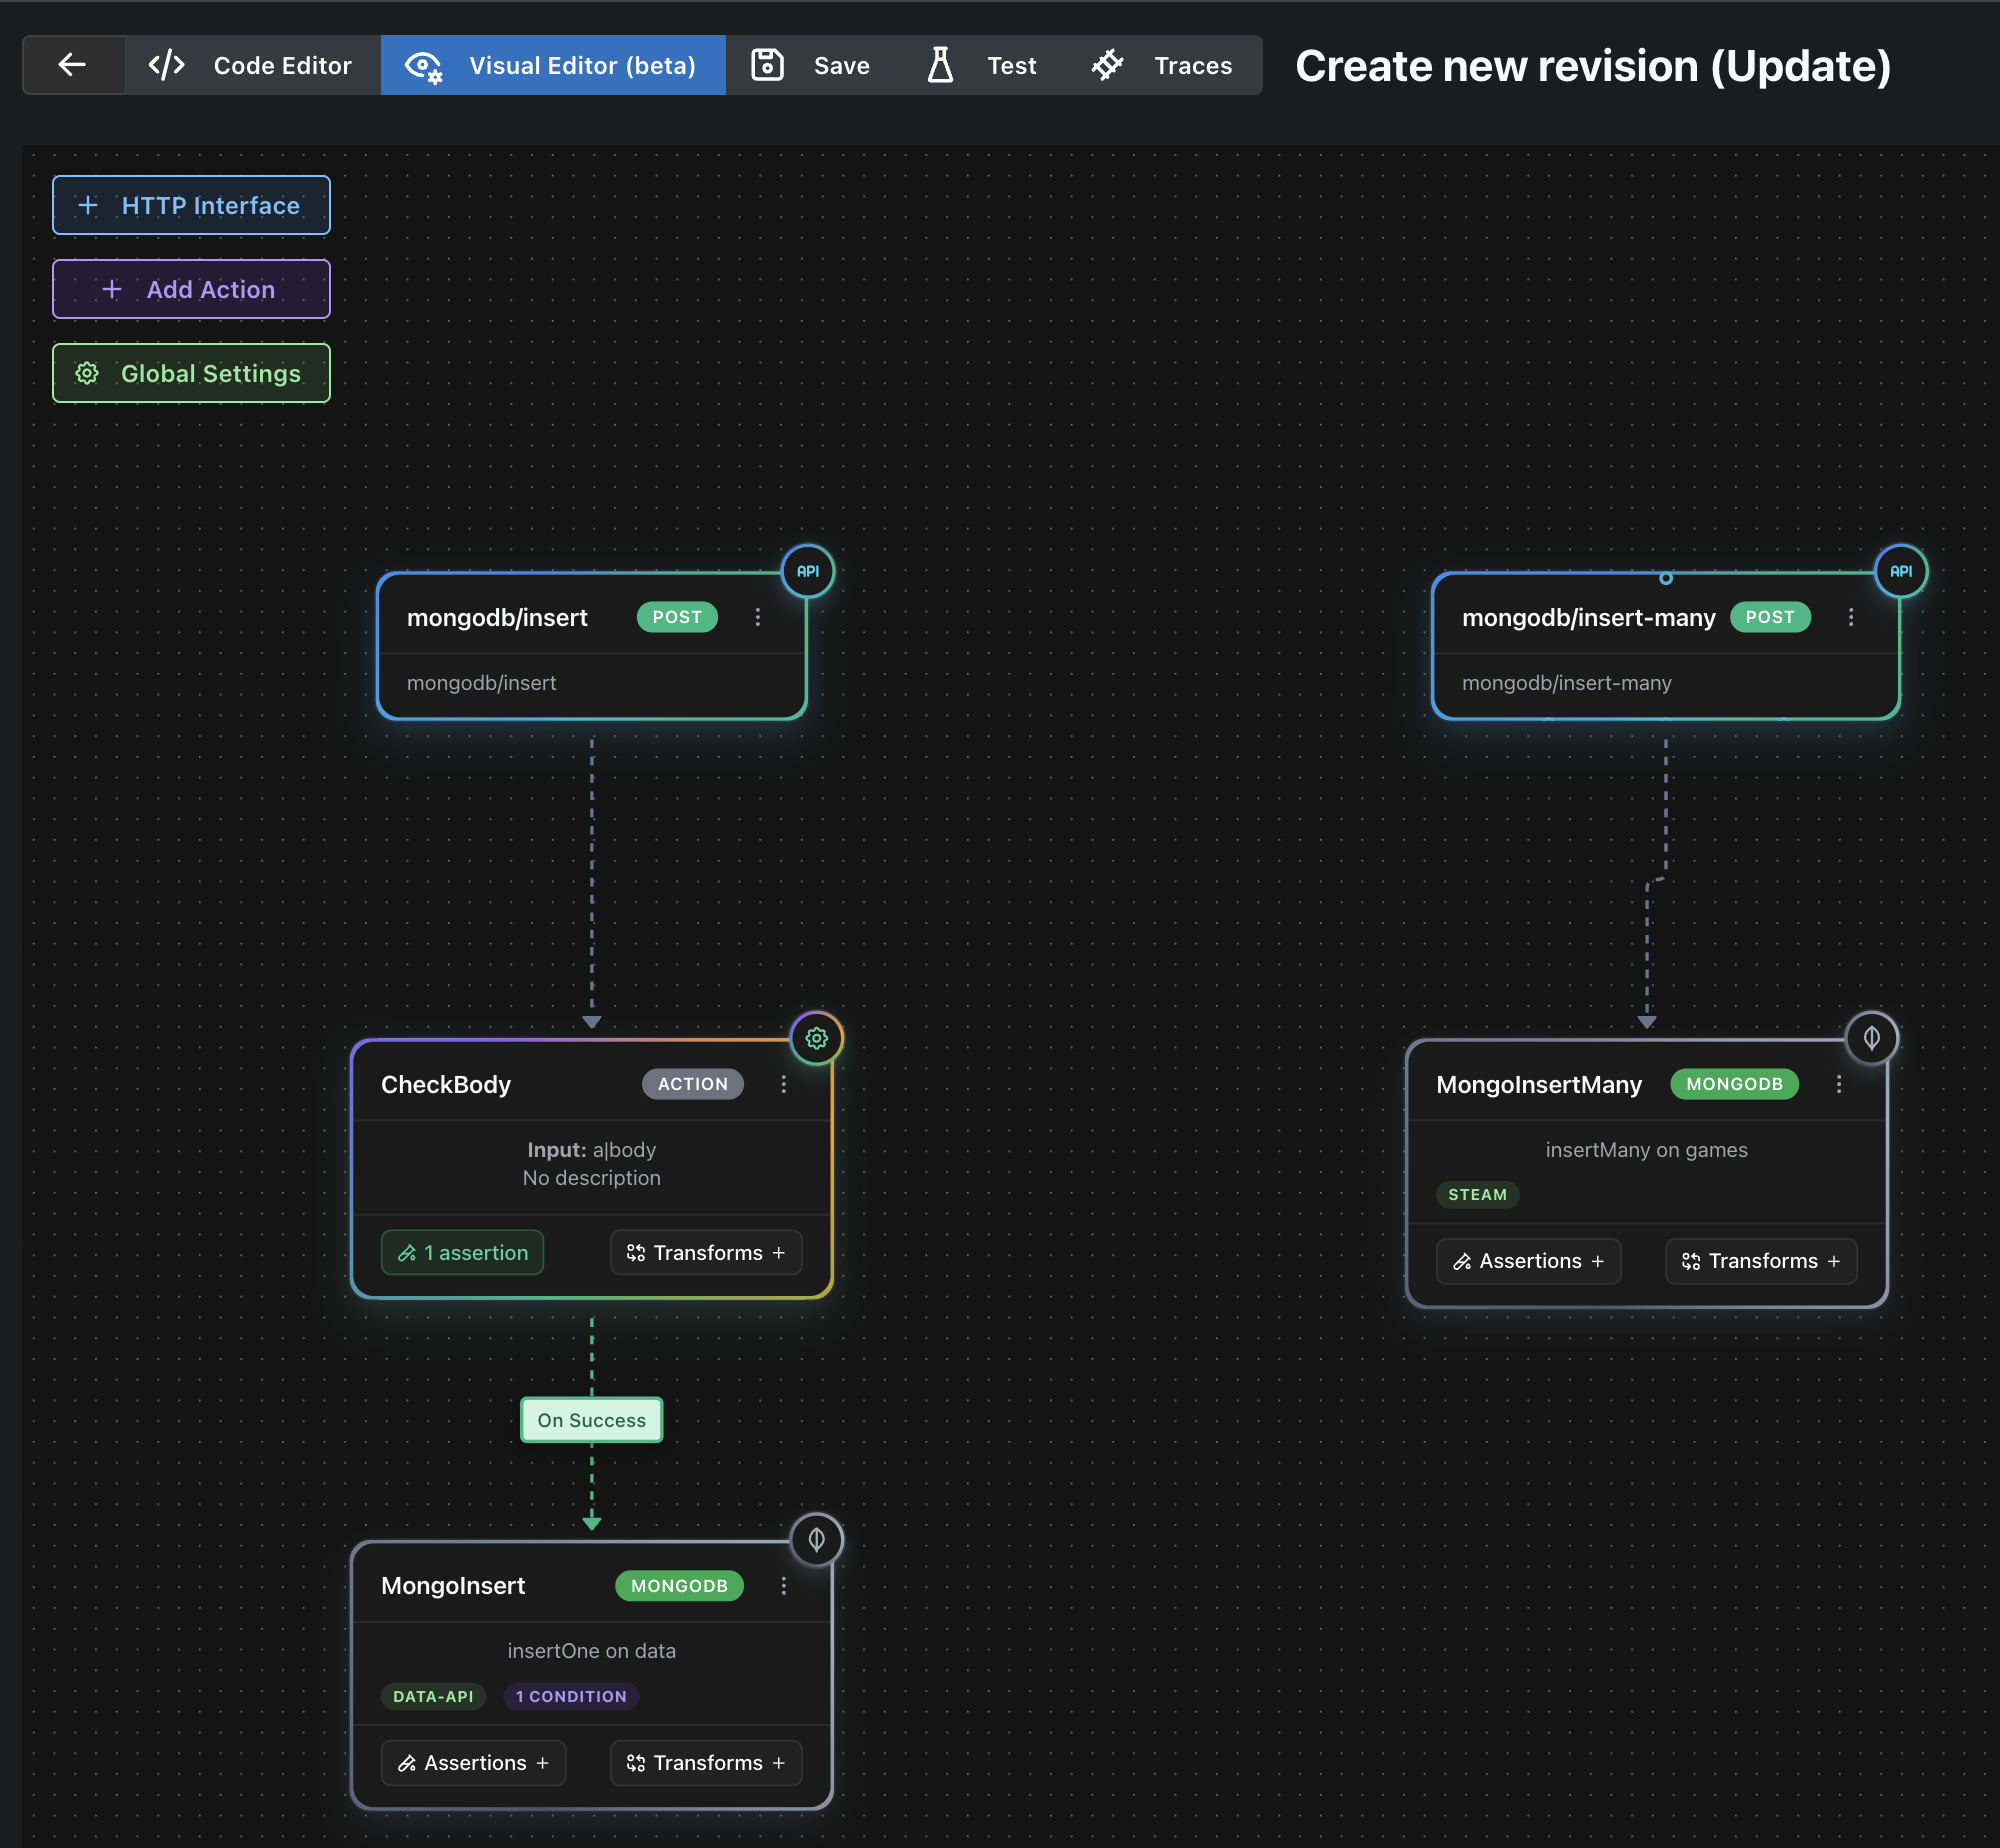 Code Editor
Visual Editor (beta)
Save
Test
Traces
Create new revision (Update)
HTTP Interface
Add Action
Global Settings
API
mongodb/insert
POST
mongodb/insert
API
mongodb/insert-many
POST
mongodb/insert-many
CheckBody
ACTION
Input: a|body
No description
1 assertion
Transforms +
MongoInsertMany
MONGODB
insertMany on games
STEAM
Assertions +
Transforms +
On Success
MongoInsert
MONGODB
insertOne on data
DATA-API
1 CONDITION
Assertions +
Transforms +